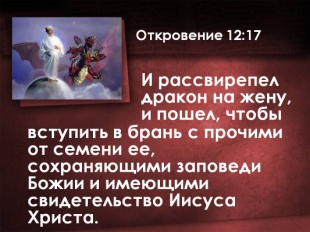 Откровение 12:17
И рассвирепел
дракон на жену,
и пошел, чтобы
вступить в брань с прочими
от семени ее,
сохраняющими заповеди
Божии и имеющими
свидетельство Иисуса
Христа.